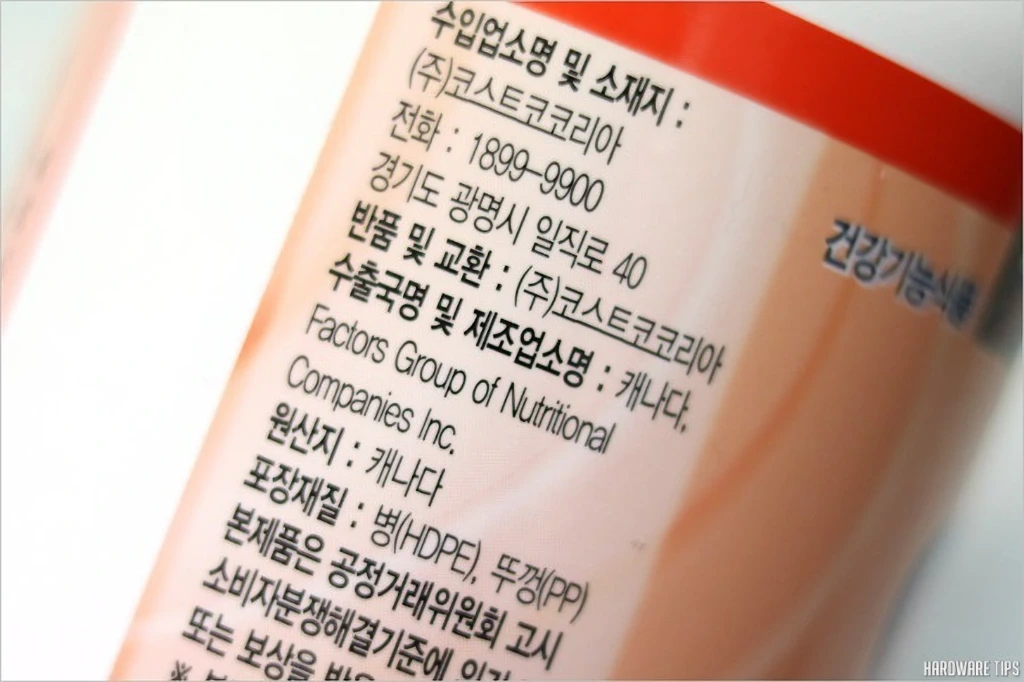 수입업소명 및 소재지 :
(주)코스트코코리아
전화 : 1899-9900
경기도 광명시 일직로 40
반품 및 교환 : (주)코스트코코리아
수출국명 및 제조업소명 : 캐나다,
Factors Group of Nutritional
Companies Inc.
원산지 : 캐나다
포장재질 : 병(HDPE), 뚜껑(PP)
본제품은 공정거래위원회 고시
소비자분쟁해결기준에
또는 보상을
※
건강기능식품
HARDWARE TIPS